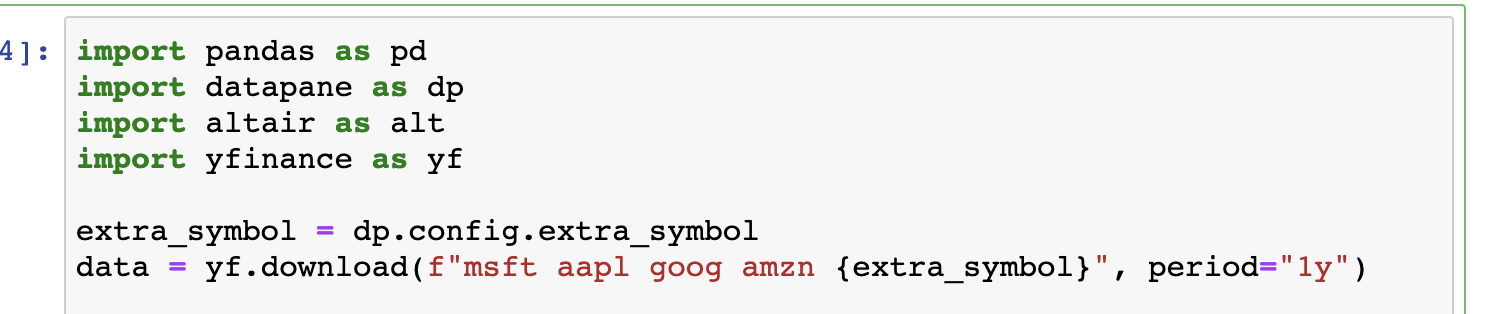 4]:
import pandas as pd
import datapane as dp
import altair as alt
import yfinance as yf
extra_symbol = dp.config.extra_symbol
data = yf.download(f"msft aapl goog amzn {extra_symbol}", period="1y")